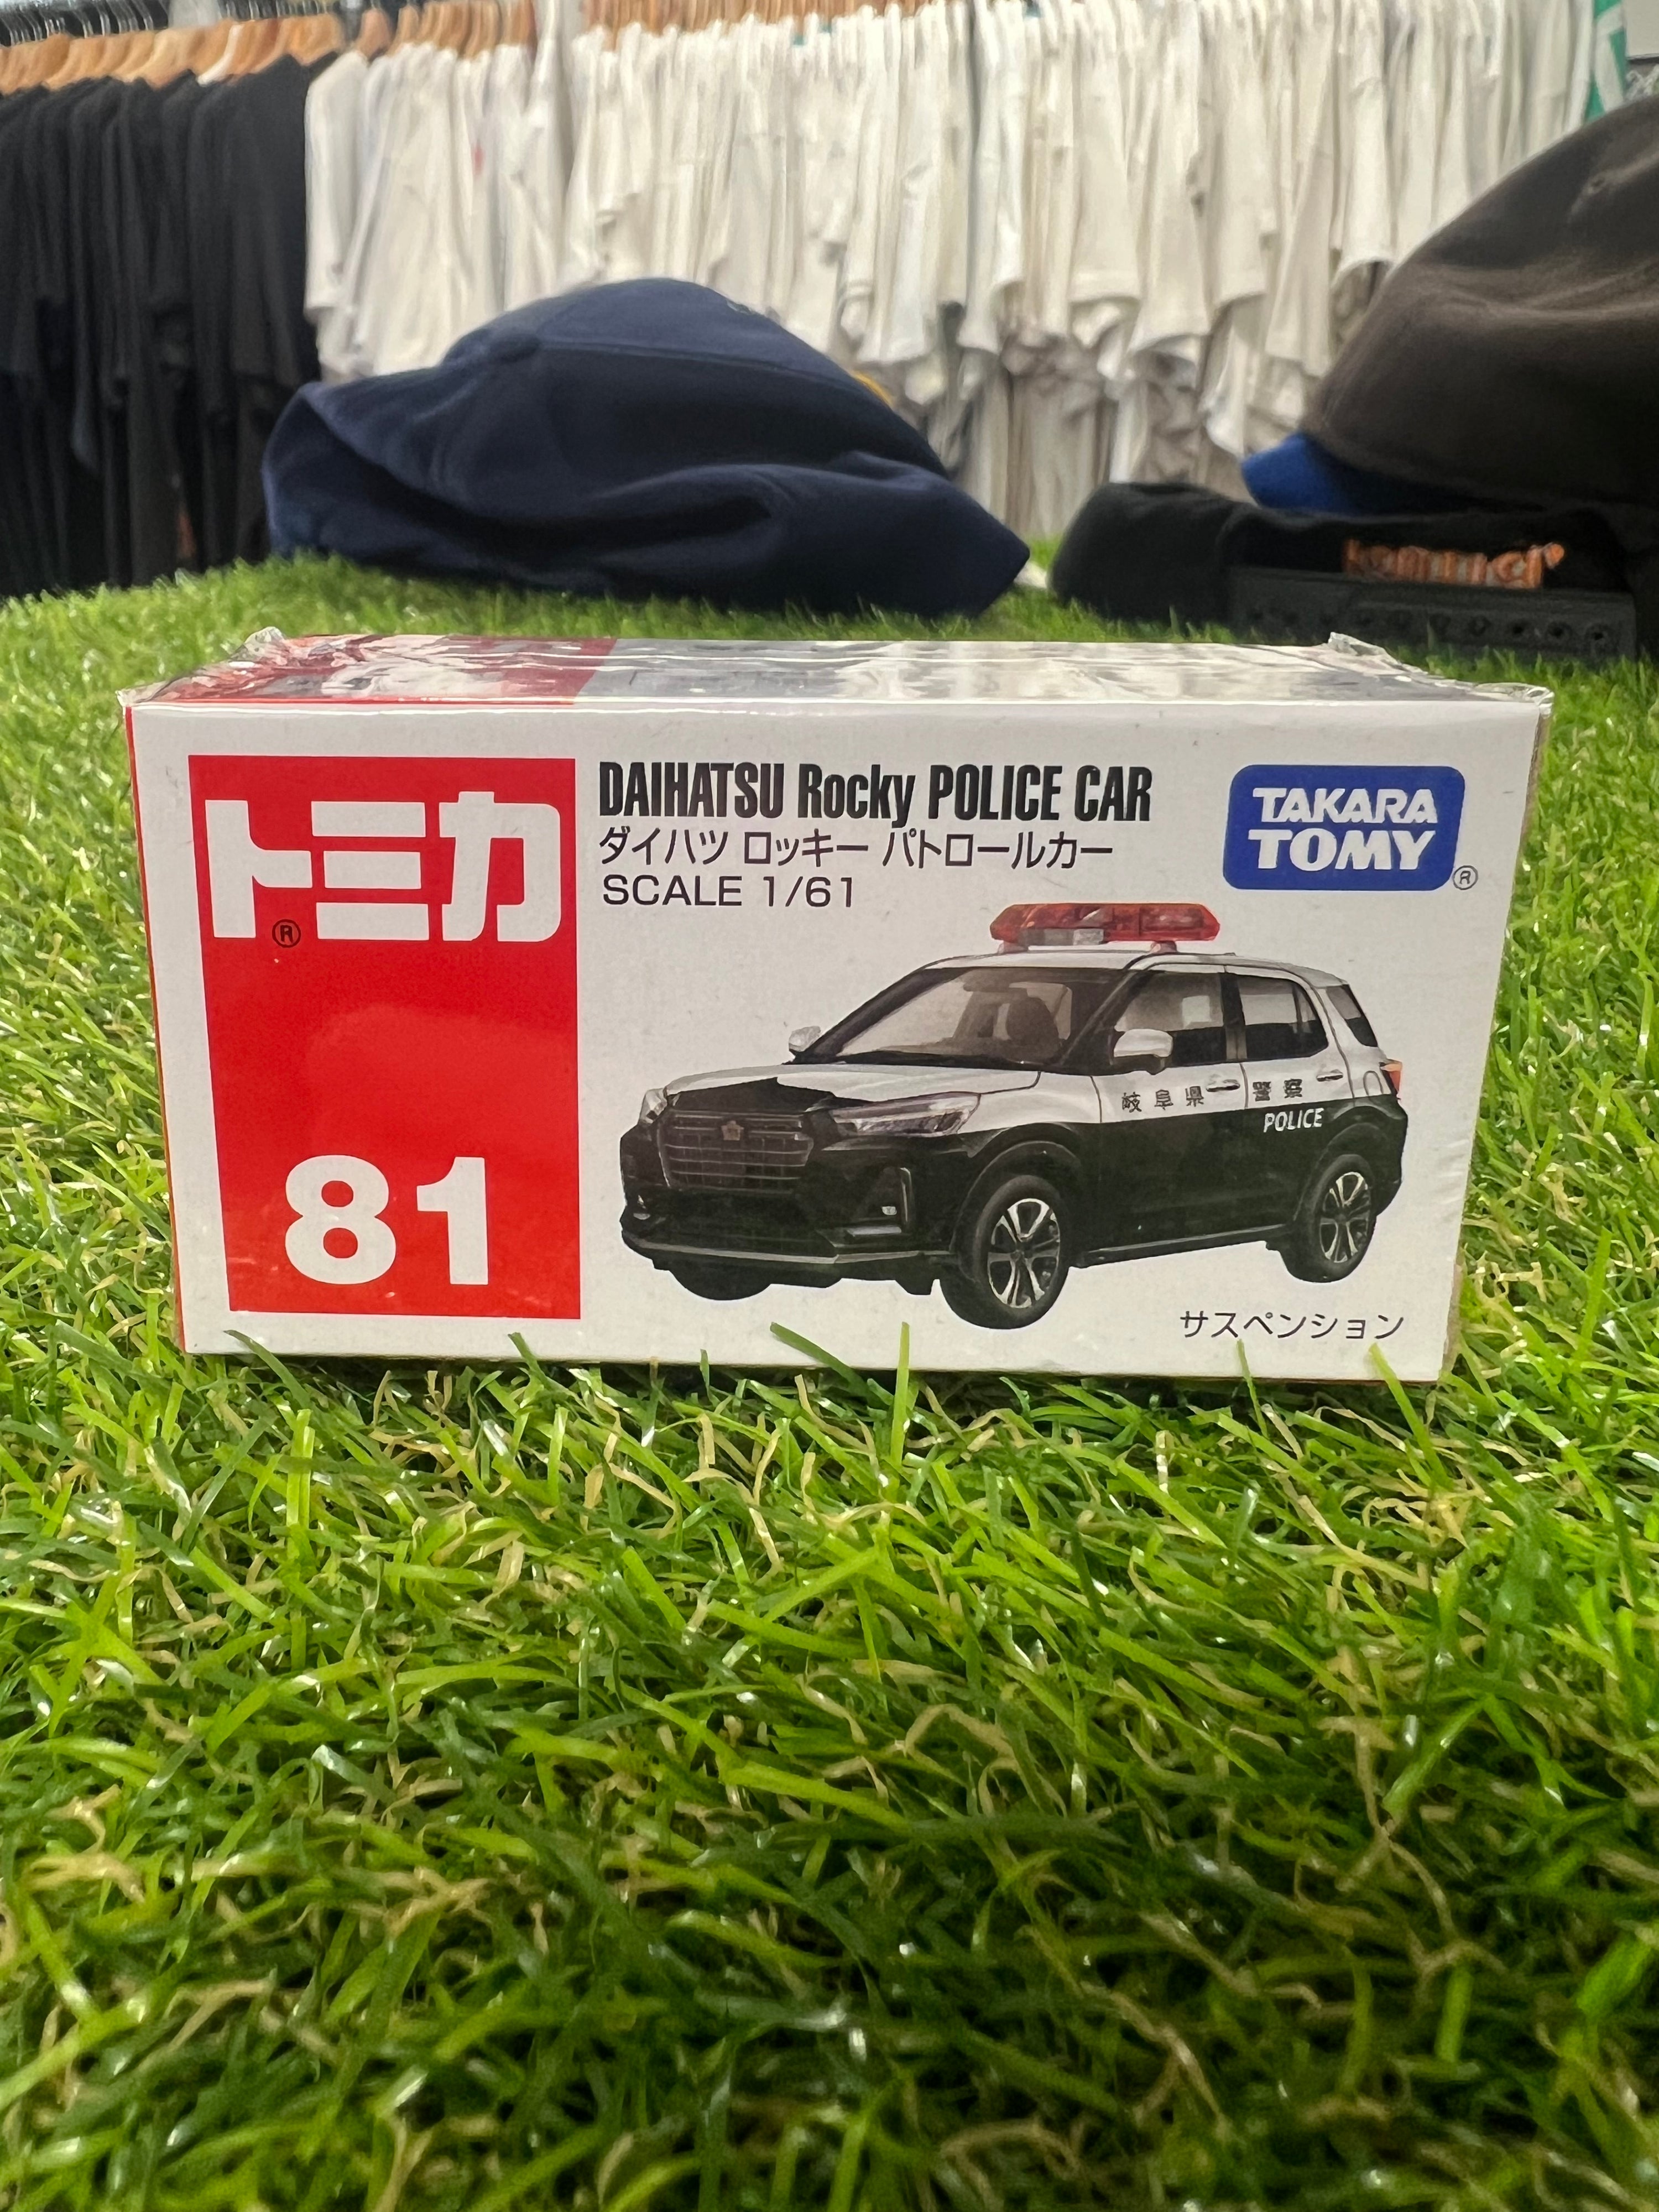 トミカ
®
81
DAIHATSU Rocky POLICE CAR
ダイハツ ロッキー パトロールカー
SCALE 1/61
TAKARA
TOMY
®
岐阜県 警察
POLICE
サスペンション